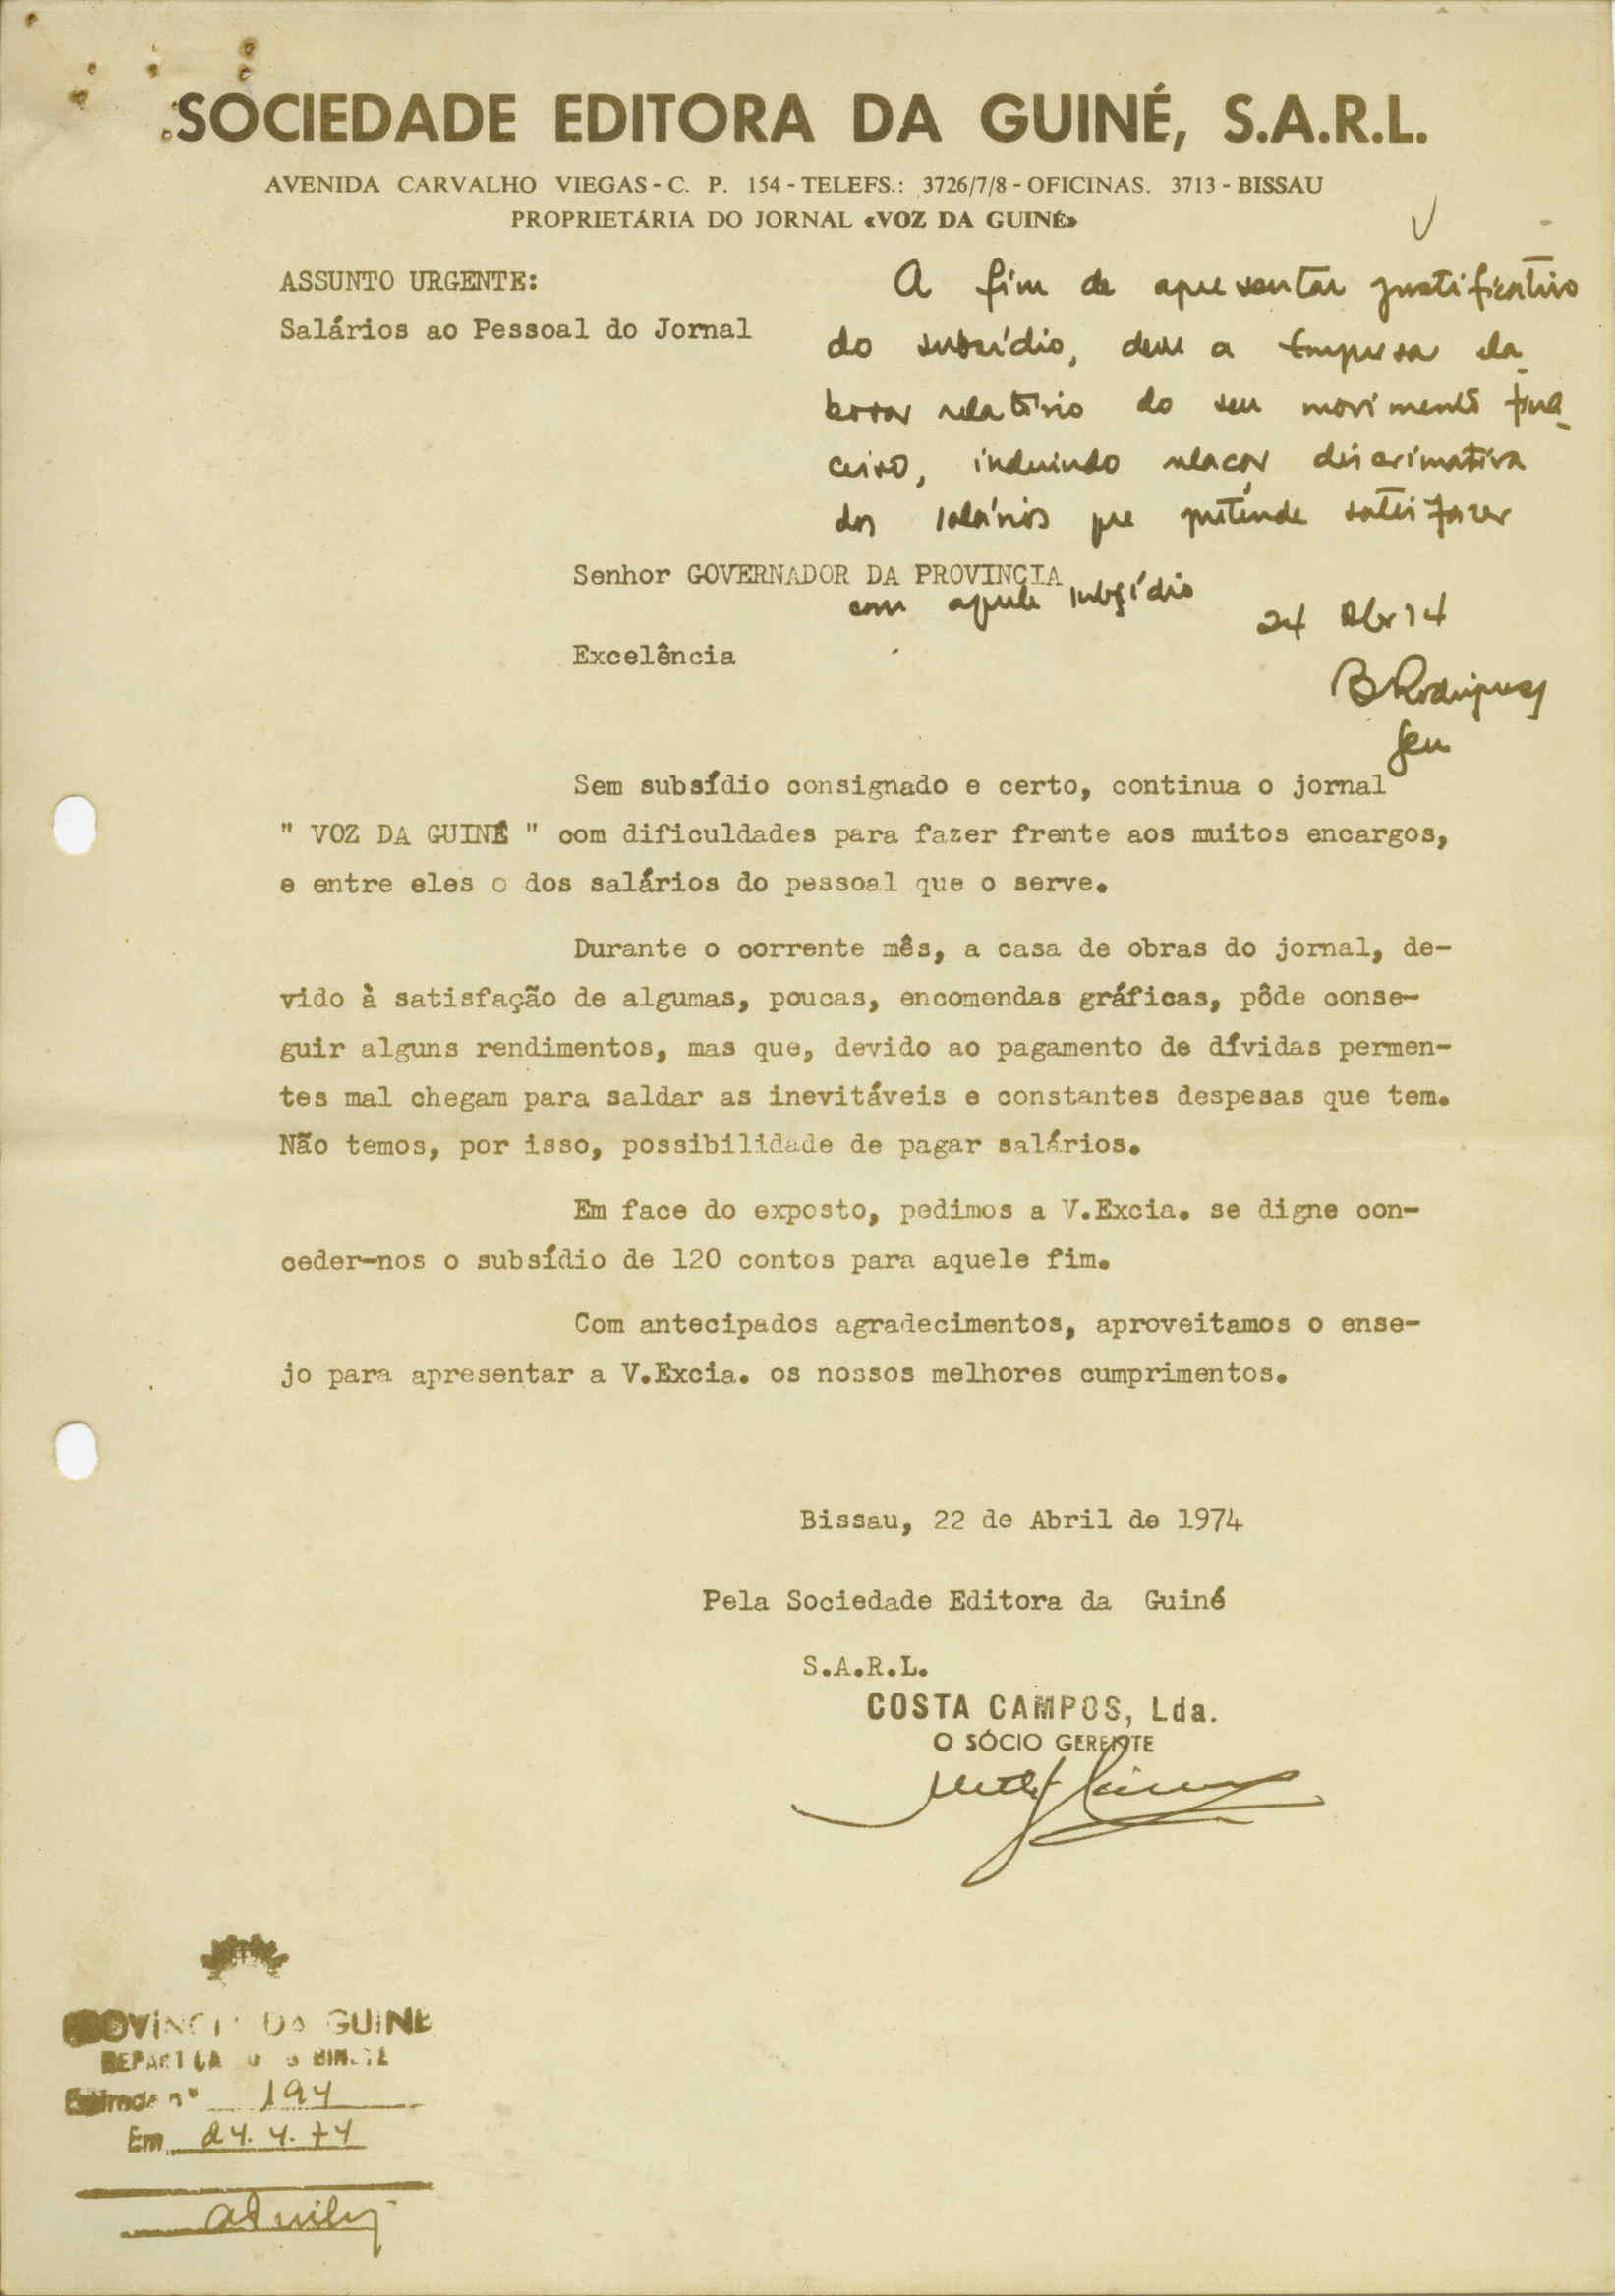 SOCIEDADE EDITORA DA GUINÉ, S.A.R.L.
AVENIDA CARVALHO VIEGAS - C. P. 154 - TELEFS.: 3726/7/8 - OFICINAS. 3713 - BISSAU
PROPRIETÁRIA DO JORNAL «VOZ DA GUINÉ»
ASSUNTO URGENTE:
Salários ao Pessoal do Jornal
A fim de apresentar justificativo
do subsídio, deve a Empresa ela-
borar relatório do seu movimento finan-
ceiro, incluindo relação discrimativa
dos salários que pretende satisfazer
com aquele subsídio
24 Abr 74
B Rodrigues
Senhor GOVERNADOR DA PROVINCIA
Excelência
Sem subsídio consignado e certo, continua o jornal
" VOZ DA GUINÉ " com dificuldades para fazer frente aos muitos encargos,
e entre eles o dos salários do pessoal que o serve.
Durante o corrente mês, a casa de obras do jornal, de-
vido à satisfação de algumas, poucas, encomendas gráficas, pôde conse-
guir alguns rendimentos, mas que, devido ao pagamento de dívidas permen-
tes mal chegam para saldar as inevitáveis e constantes despesas que tem.
Não temos, por isso, possibilidade de pagar salários.
Em face do exposto, pedimos a V.Excia. se digne con-
ceder-nos o subsídio de 120 contos para aquele fim.
Com antecipados agradecimentos, aproveitamos o ense-
jo para apresentar a V.Excia. os nossos melhores cumprimentos.
Bissau, 22 de Abril de 1974
Pela Sociedade Editora da Guiné
S.A.R.L.
COSTA CAMPOS, Lda.
O SÓCIO GERENTE
PROVINCIA DA GUINÉ
REPARTIÇÃO DO GABINETE
Entrada nº 194
Em 24.4.74